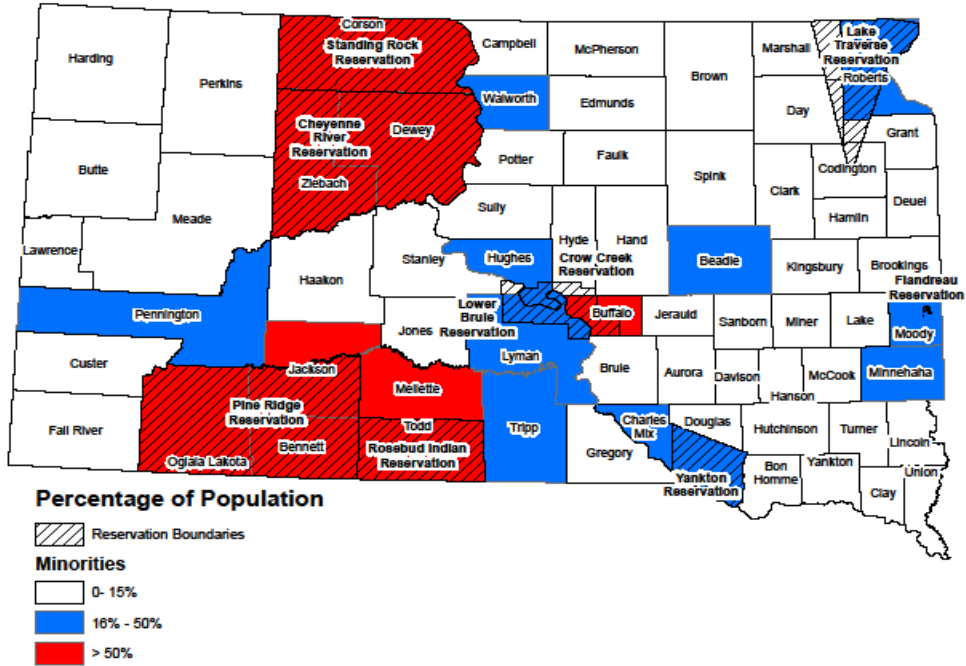 Corson
Standing Rock
Reservation
Harding
Perkins
Campbell
McPherson
Brown
Marshall
Lake
Traverse
Reservation
Roberts
Walworth
Edmunds
Day
Cheyenne
River
Reservation
Dewey
Grant
Butte
Ziebach
Potter
Faulk
Spink
Clark
Codington
Deuel
Hamlin
Meade
Sully
Lawrence
Stanley
Hughes
Hyde
Hand
Crow Creek
Reservation
Beadle
Kingsbury
Brookings
Flandreau
Reservation
Haakon
Pennington
Lower
Brule
Reservation
Buffalo
Jerauld
Sanborn
Miner
Lake
Moody
Jones
Lyman
Custer
Jackson
Mellette
Brule
Aurora
Davison
Hanson
McCook
Minnehaha
Fall River
Pine Ridge
Reservation
Oglala Lakota
Bennett
Todd
Rosebud Indian
Reservation
Tripp
Gregory
Charles
Mix
Douglas
Hutchinson
Turner
Lincoln
Yankton
Reservation
Bon
Homme
Yankton
Clay
Union
Percentage of Population
Reservation Boundaries
Minorities
0- 15%
16% - 50%
> 50%